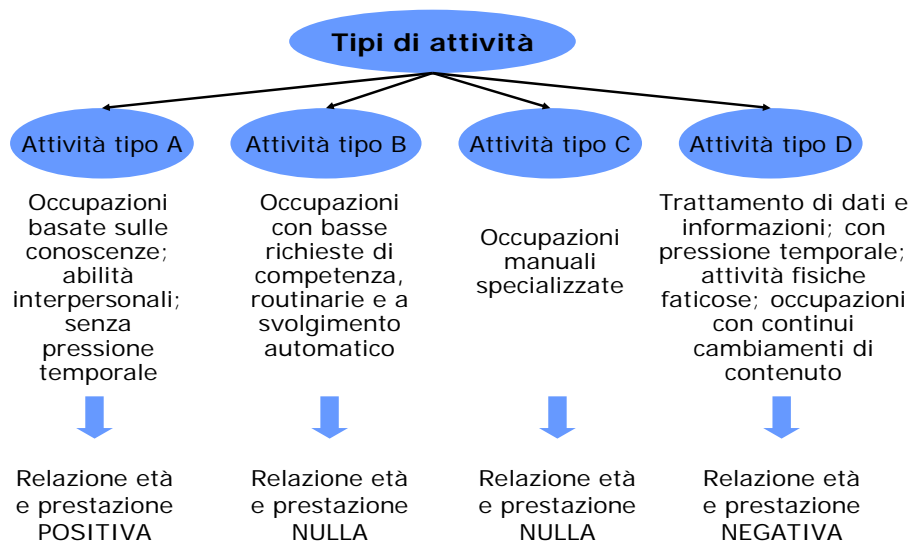 Tipi di attività
Attività tipo A
Attività tipo B
Attività tipo C
Attività tipo D
Occupazioni
basate sulle
conoscenze;
abilità
interpersonali;
senza
pressione
temporale
Occupazioni
con basse
richieste di
competenza,
routinarie e a
svolgimento
automatico
Occupazioni
manuali
specializzate
Trattamento di dati e
informazioni; con
pressione temporale;
attività fisiche
faticose; occupazioni
con continui
cambiamenti di
contenuto
Relazione età
e prestazione
POSITIVA
Relazione età
e prestazione
NULLA
Relazione età
e prestazione
NULLA
Relazione età
e prestazione
NEGATIVA